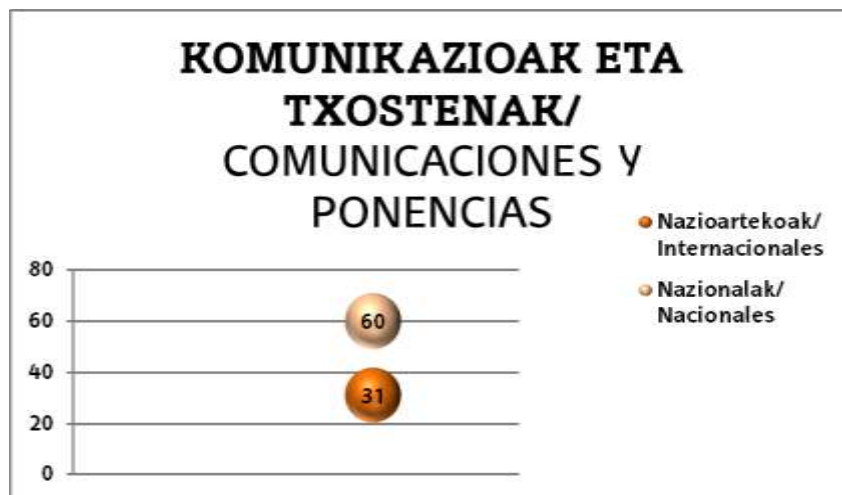 KOMUNIKAZIOAK ETA
TXOSTENAK/
COMUNICACIONES Y
PONENCIAS
Nazioartekoak/
Internacionales
Nazionalak/
Nacionales
80
60
40
20
0
60
31